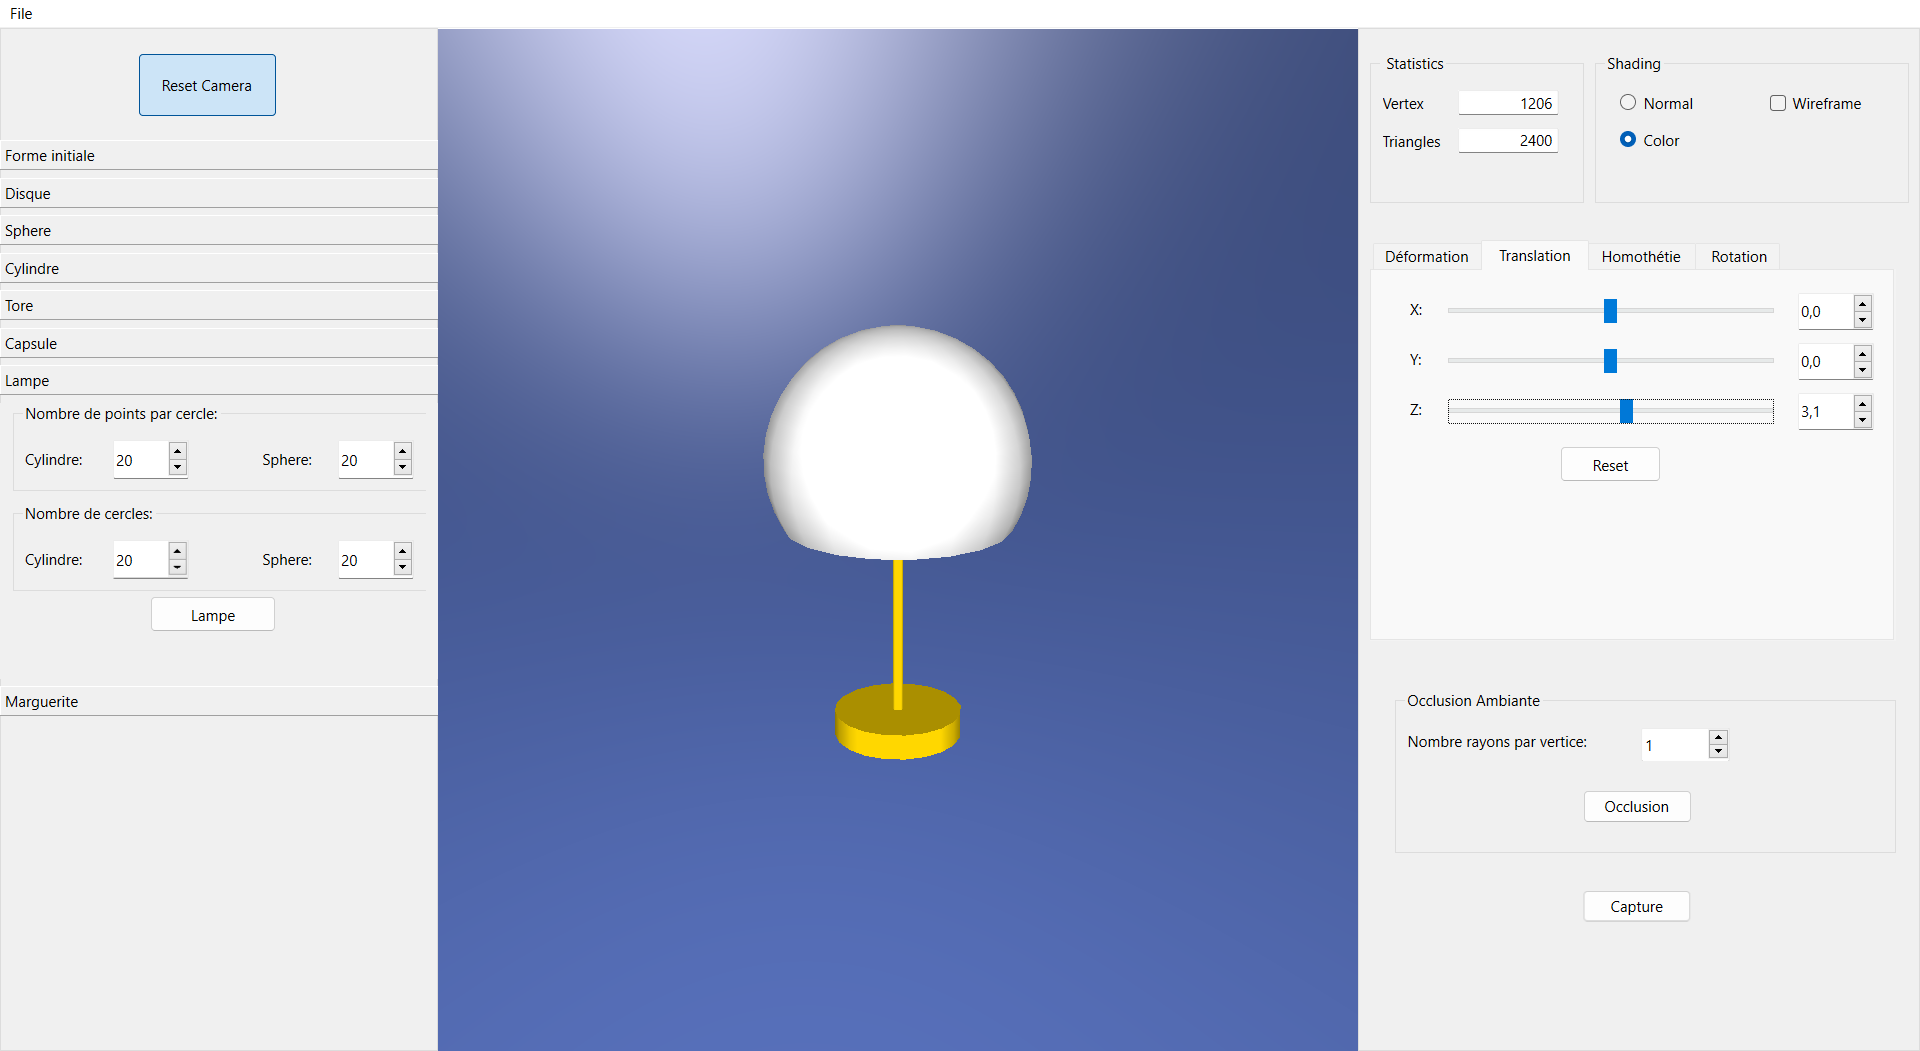 File
Reset Camera
Forme initiale
Disque
Sphere
Cylindre
Tore
Capsule
Lampe
Nombre de points par cercle:
Cylindre: 20 Sphere: 20
Nombre de cercles:
Cylindre: 20 Sphere: 20
Lampe
Marguerite
Statistics
Vertex 1206
Triangles 2400
Shading
Normal Wireframe
Color
Déformation Translation Homothétie Rotation
X: 0,0
Y: 0,0
Z: 3,1
Reset
Occlusion Ambiante
Nombre rayons par vertice: 1
Occlusion
Capture